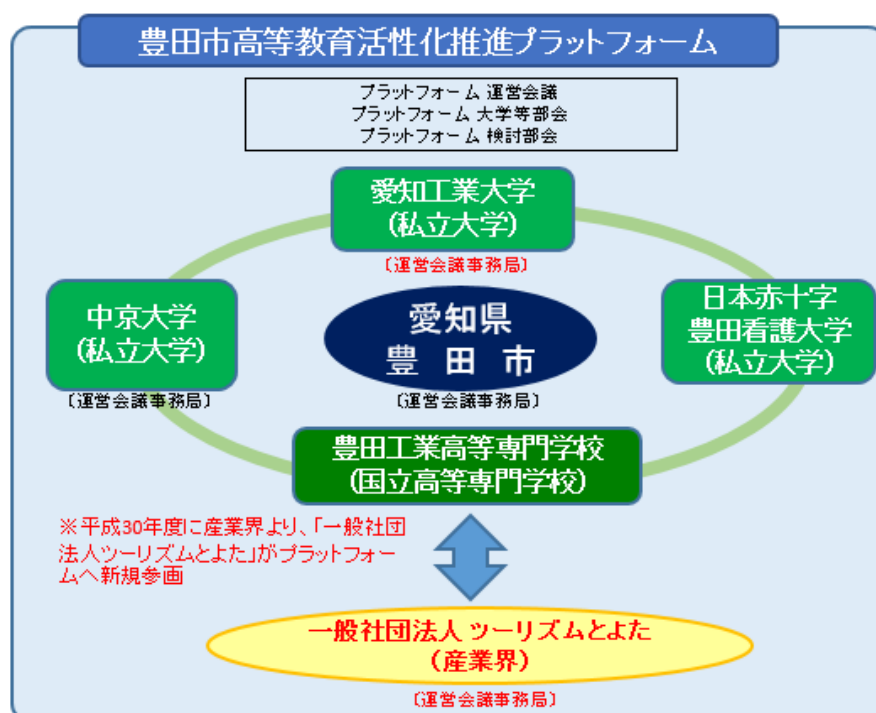 豊田市高等教育活性化推進プラットフォーム
プラットフォーム 運営会議
プラットフォーム 大学等部会
プラットフォーム 検討部会
愛知工業大学
(私立大学)
〔運営会議事務局〕
中京大学
(私立大学)
〔運営会議事務局〕
愛知県
豊 田 市
〔運営会議事務局〕
日本赤十字
豊田看護大学
(私立大学)
豊田工業高等専門学校
(国立高等専門学校)
※平成30年度に産業界より、「一般社団
法人ツーリズムとよた」がプラットフォー
ムへ新規参画
一般社団法人 ツーリズムとよた
(産業界)
〔運営会議事務局〕